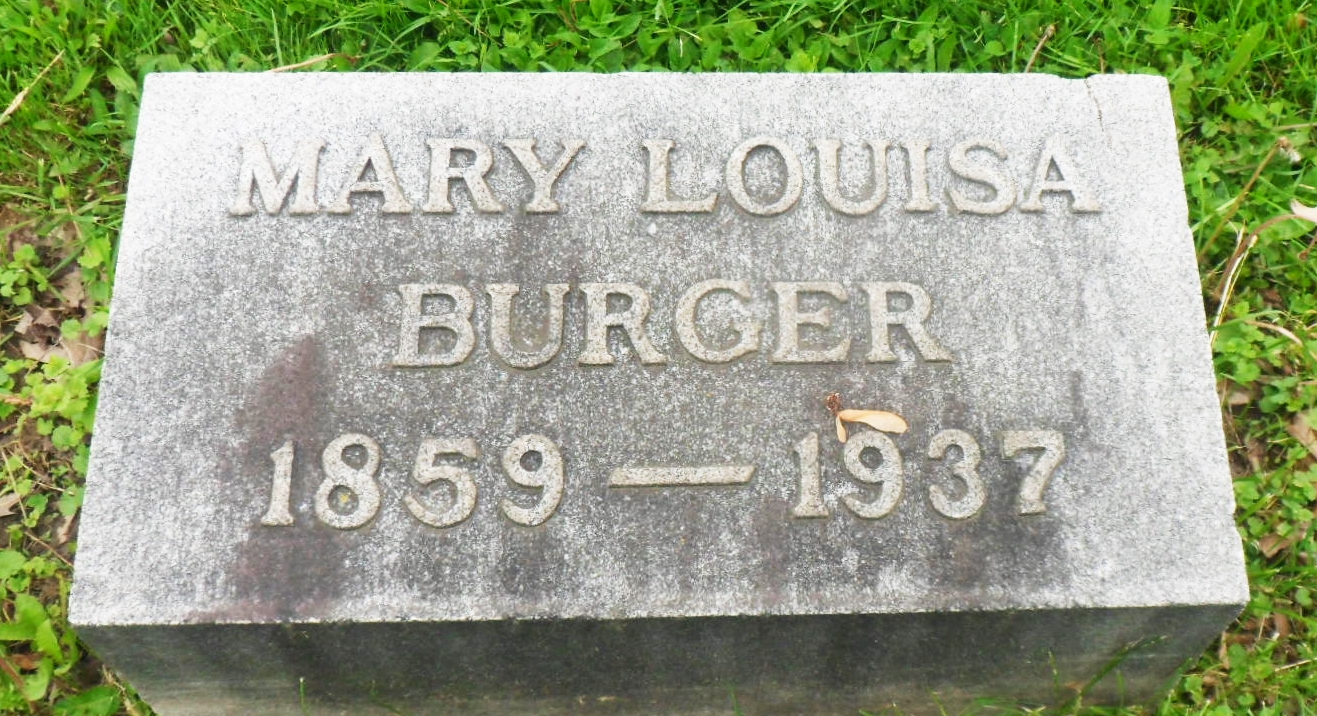 MARY LOUISA
BURGER
1859 — 1937